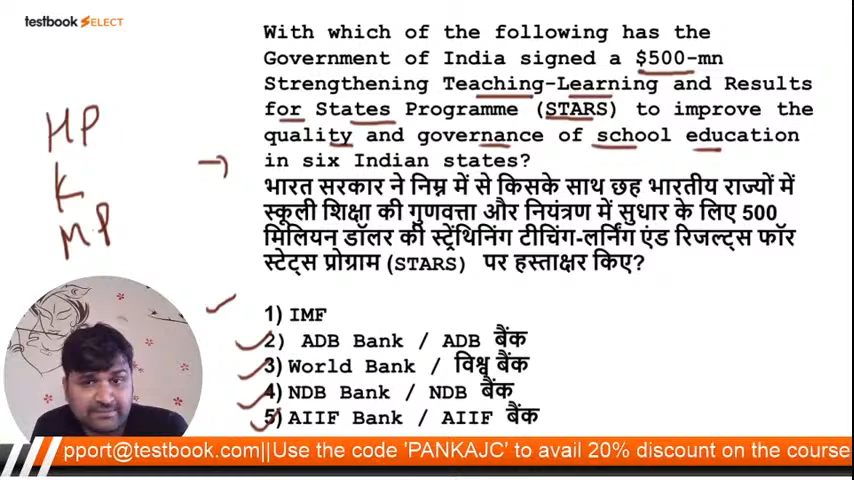 testbook SELECT
With which of the following has the
Government of India signed a $500-mn
Strengthening Teaching-Learning and Results
for States Programme (STARS) to improve the
quality and governance of school education
in six Indian states?
भारत सरकार ने निम्न में से किसके साथ छह भारतीय राज्यों में
स्कूली शिक्षा की गुणवत्ता और नियंत्रण में सुधार के लिए 500
मिलियन डॉलर की स्ट्रेंथिनिंग टीचिंग-लर्निंग एंड रिजल्ट्स फॉर
स्टेट्स प्रोग्राम (STARS) पर हस्ताक्षर किए?
HP
K
M.P
1) IMF
2) ADB Bank / ADB बैंक
3) World Bank / विश्व बैंक
4) NDB Bank / NDB बैंक
5) AIIF Bank / AIIF बैंक
pport@testbook.com||Use the code 'PANKAJC' to avail 20% discount on the course